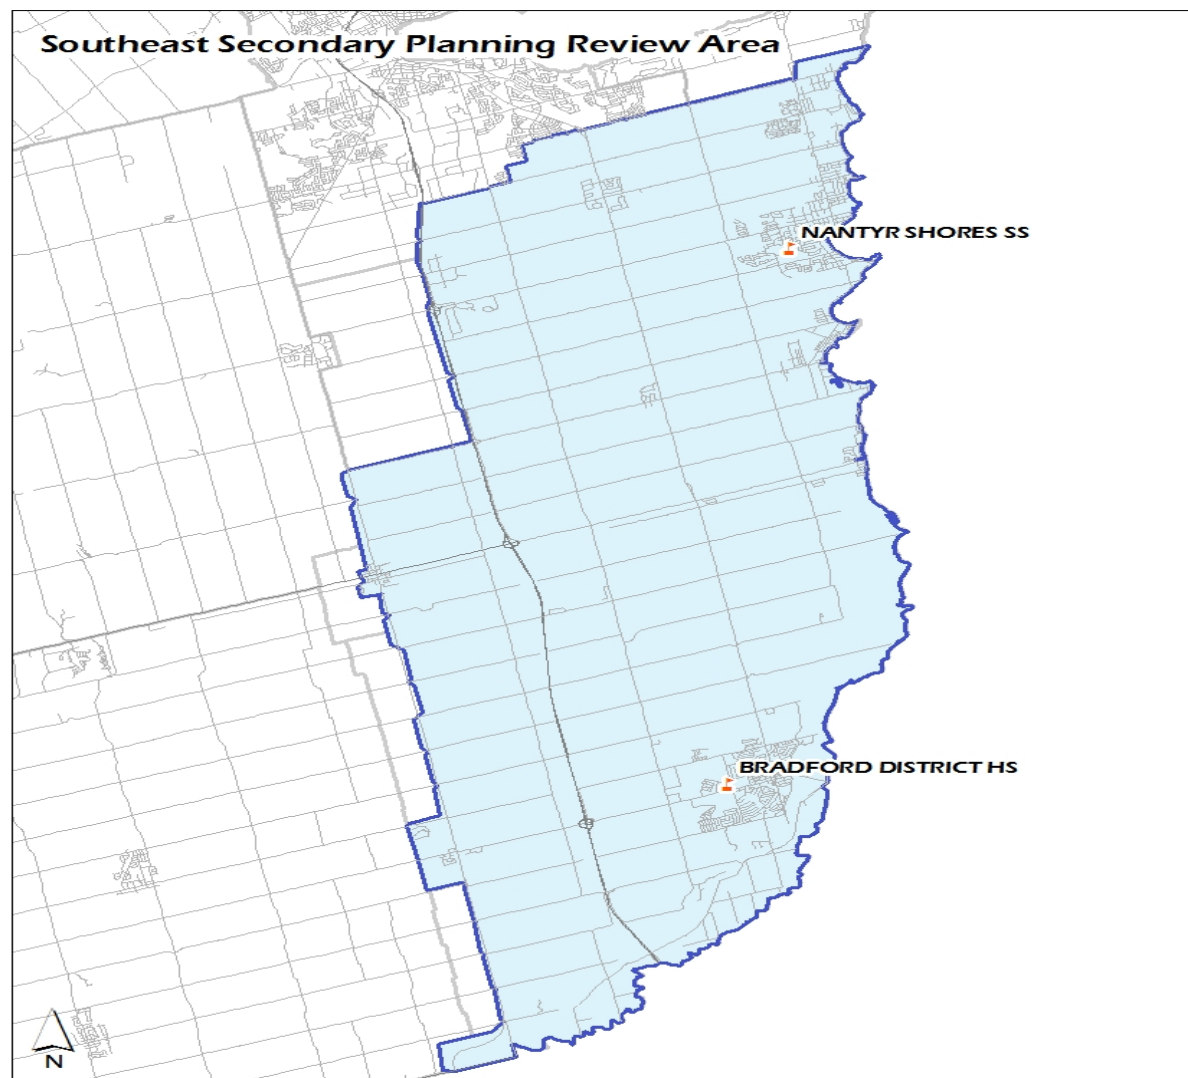 Southeast Secondary Planning Review Area
NANTYR SHORES SS
BRADFORD DISTRICT HS
N